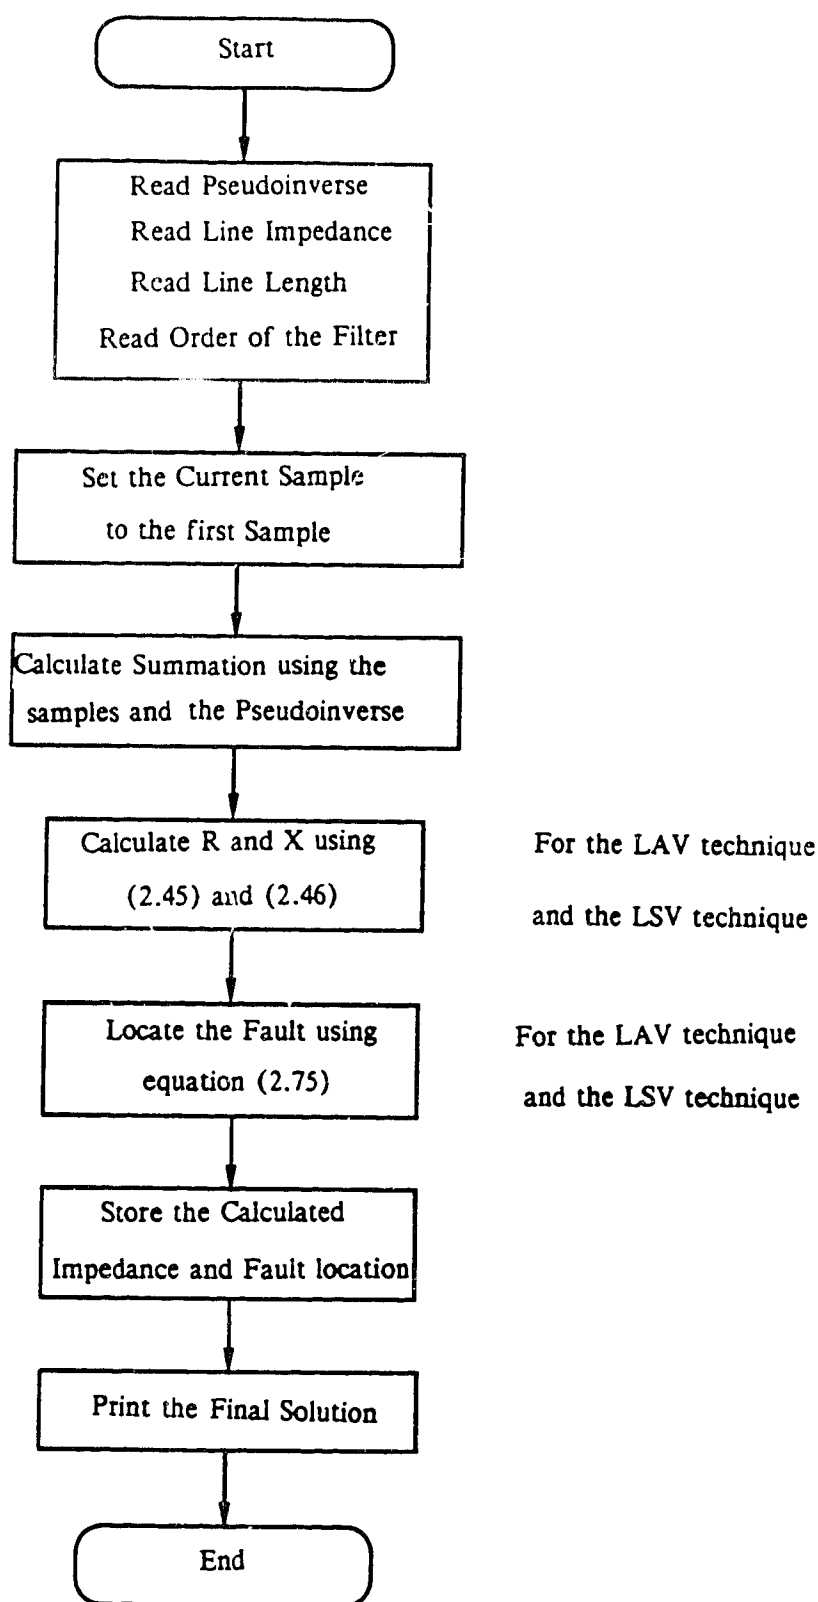 Start
Read Pseudoinverse
Read Line Impedance
Read Line Length
Read Order of the Filter
Set the Current Sample
to the first Sample
Calculate Summation using the
samples and the Pseudoinverse
Calculate R and X using
(2.45) and (2.46)
For the LAV technique
and the LSV technique
Locate the Fault using
equation (2.75)
For the LAV technique
and the LSV technique
Store the Calculated
Impedance and Fault location
Print the Final Solution
End